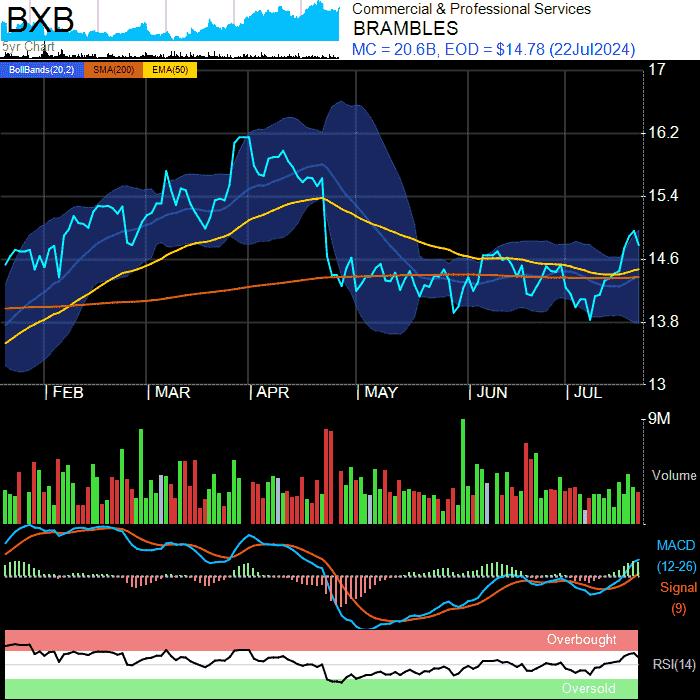 BXB
5yr Chart
Commercial & Professional Services
BRAMBLES
MC = 20.6B, EOD = $14.78 (22Jul2024)
BollBands(20,2) SMA(200) EMA(50)
17
16.2
15.4
14.6
13.8
13
FEB MAR APR MAY JUN JUL
9M
Volume
MACD
(12-26)
Signal
(9)
Overbought
RSI(14)
Oversold